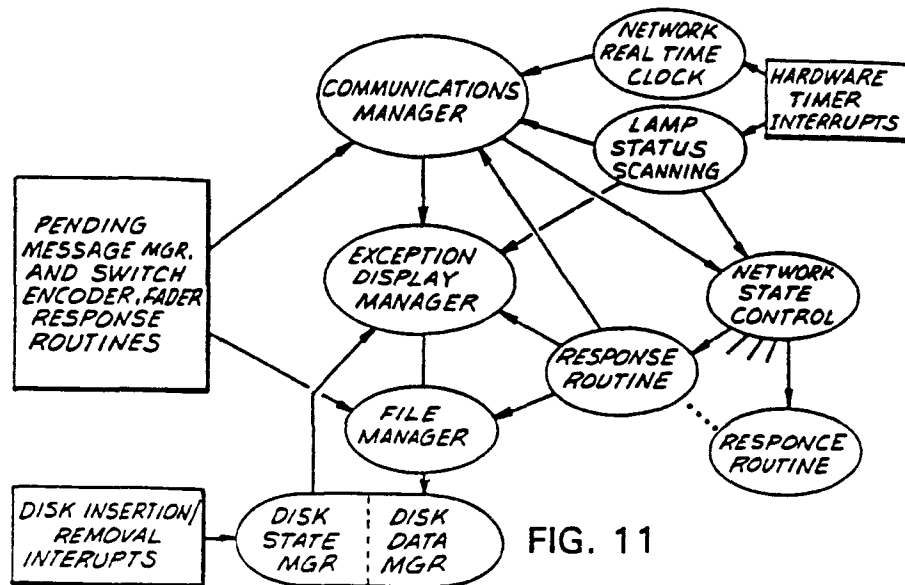 NETWORK
REAL TIME
CLOCK
COMMUNICATIONS
MANAGER
HARDWARE
TIMER
INTERRUPTS
LAMP
STATUS
SCANNING
PENDING
MESSAGE MGR.
AND SWITCH
ENCODER, FADER
RESPONSE
ROUTINES
EXCEPTION
DISPLAY
MANAGER
NETWORK
STATE
CONTROL
RESPONSE
ROUTINE
FILE
MANAGER
RESPONCE
ROUTINE
DISK INSERTION/
REMOVAL
INTERUPTS
DISK
STATE
MGR
DISK
DATA
MGR
FIG. 11